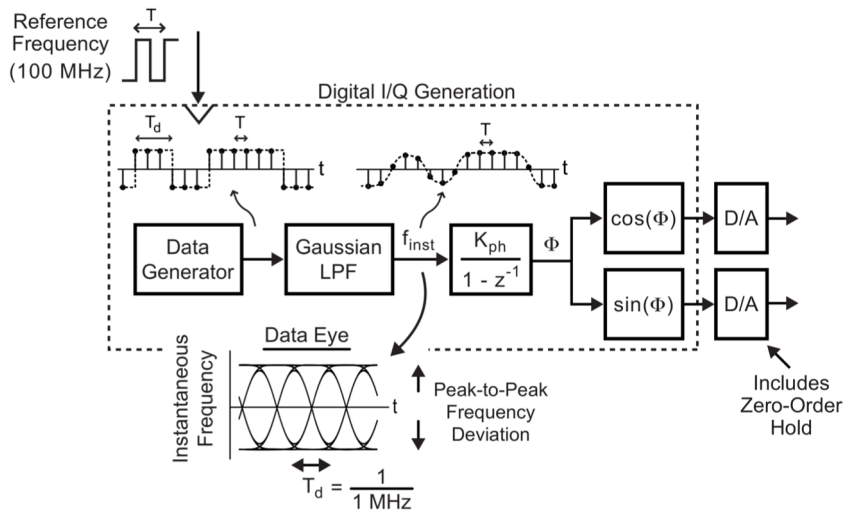 Reference
Frequency
(100 MHz)
T
Digital I/Q Generation
T_d
T
t
T
t
Data
Generator
Gaussian
LPF
f_inst
K_ph
1 - z^-1
Φ
cos(Φ)
D/A
sin(Φ)
D/A
Data Eye
Instantaneous
Frequency
t
Peak-to-Peak
Frequency
Deviation
Includes
Zero-Order
Hold
T_d = 1
1 MHz